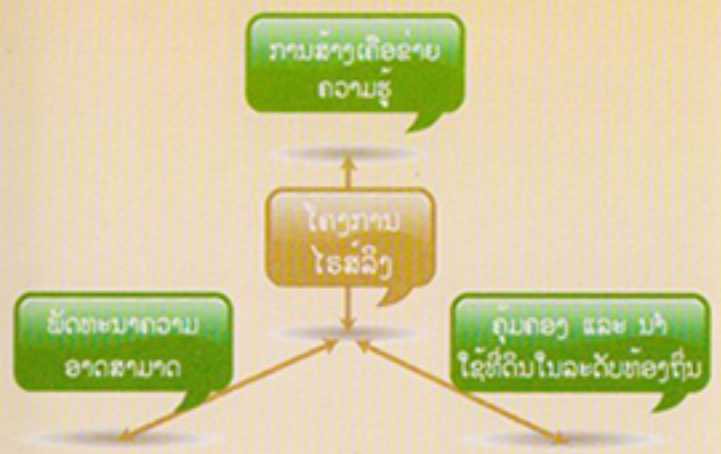 ການສ້າງເຄືອຂ່າຍ
ຄວາມຮູ້
ໂຄງການ
ໄຮສ໌ລິງ
ພັດທະນາຄວາມ
ອາດສາມາດ
ຄຸ້ມຄອງ ແລະ ນຳ
ໃຊ້ທີ່ດິນໃນລະດັບທ້ອງຖິ່ນ